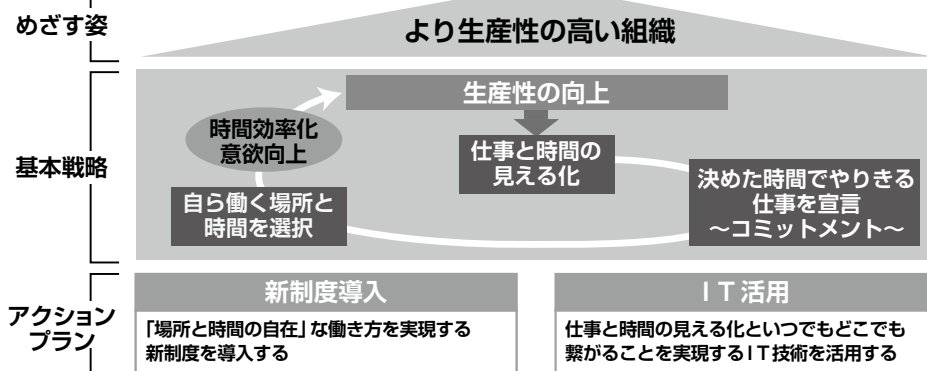 めざす姿
より生産性の高い組織
基本戦略
生産性の向上
時間効率化
意欲向上
仕事と時間の
見える化
自ら働く場所と
時間を選択
決めた時間でやりきる
仕事を宣言
～コミットメント～
アクション
プラン
新制度導入
「場所と時間の自在」な働き方を実現する
新制度を導入する
IT活用
仕事と時間の見える化といつでもどこでも
繋がることを実現するIT技術を活用する